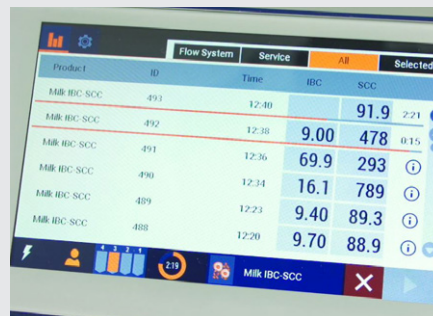 Flow System Service All Selected
Product ID Time IBC SCC
Milk IBC-SCC 493 12:40 91.9 2:21
Milk IBC-SCC 492 12:38 9.00 478 0:15
Milk IBC-SCC 491 12:36 69.9 293
Milk IBC-SCC 490 12:34 16.1 789
Milk IBC-SCC 489 12:23 9.40 89.3
Milk IBC-SCC 488 12:20 9.70 88.9
4 3 2 1
2:19 Milk IBC-SCC